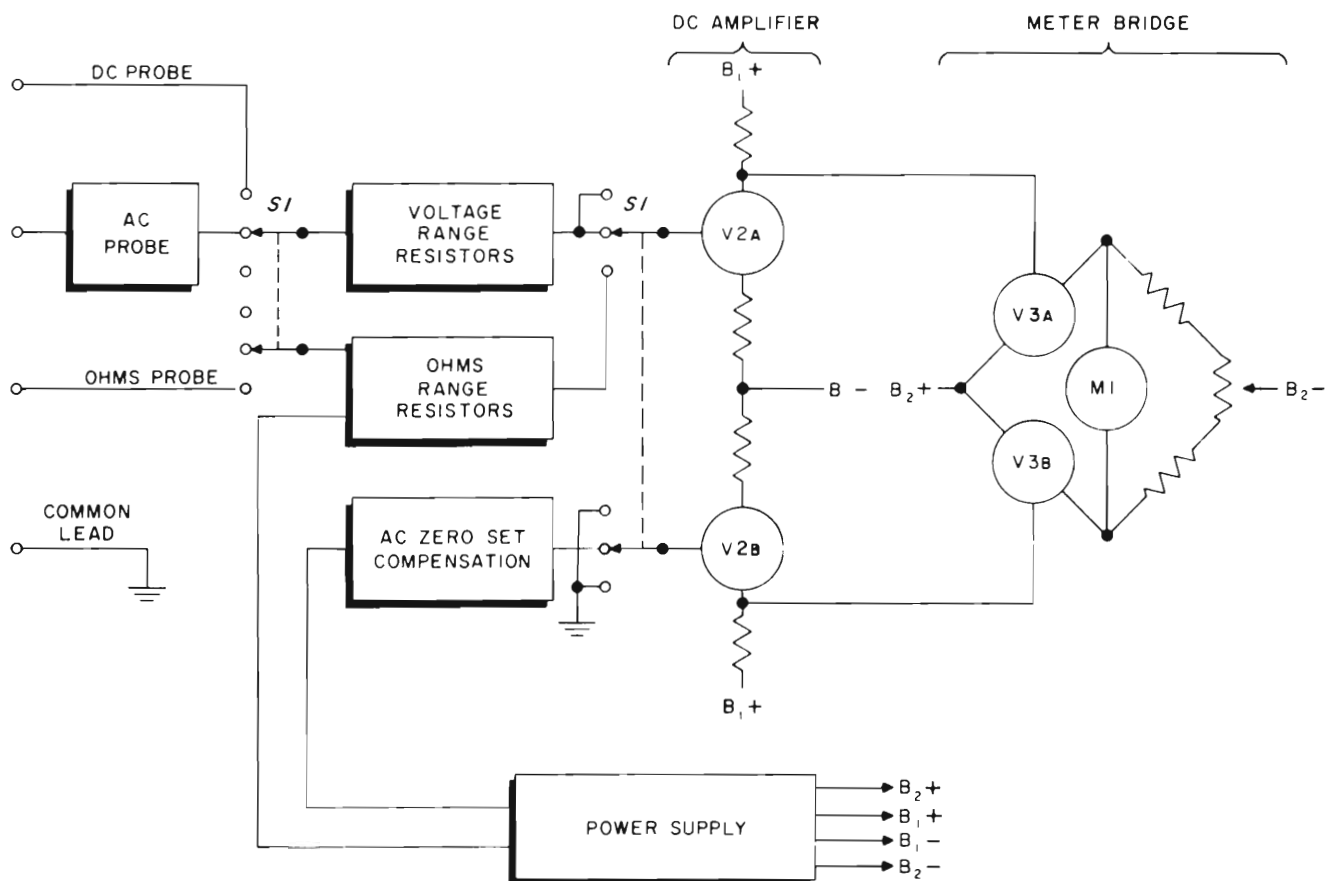 DC AMPLIFIER
METER BRIDGE
B₁+
DC PROBE
AC
PROBE
S1
VOLTAGE
RANGE
RESISTORS
S1
V2A
V3A
OHMS PROBE
OHMS
RANGE
RESISTORS
B -
B₂+
M1
B₂-
V3B
COMMON
LEAD
AC ZERO SET
COMPENSATION
V2B
B₁+
POWER SUPPLY
B₂+
B₁+
B₁-
B₂-